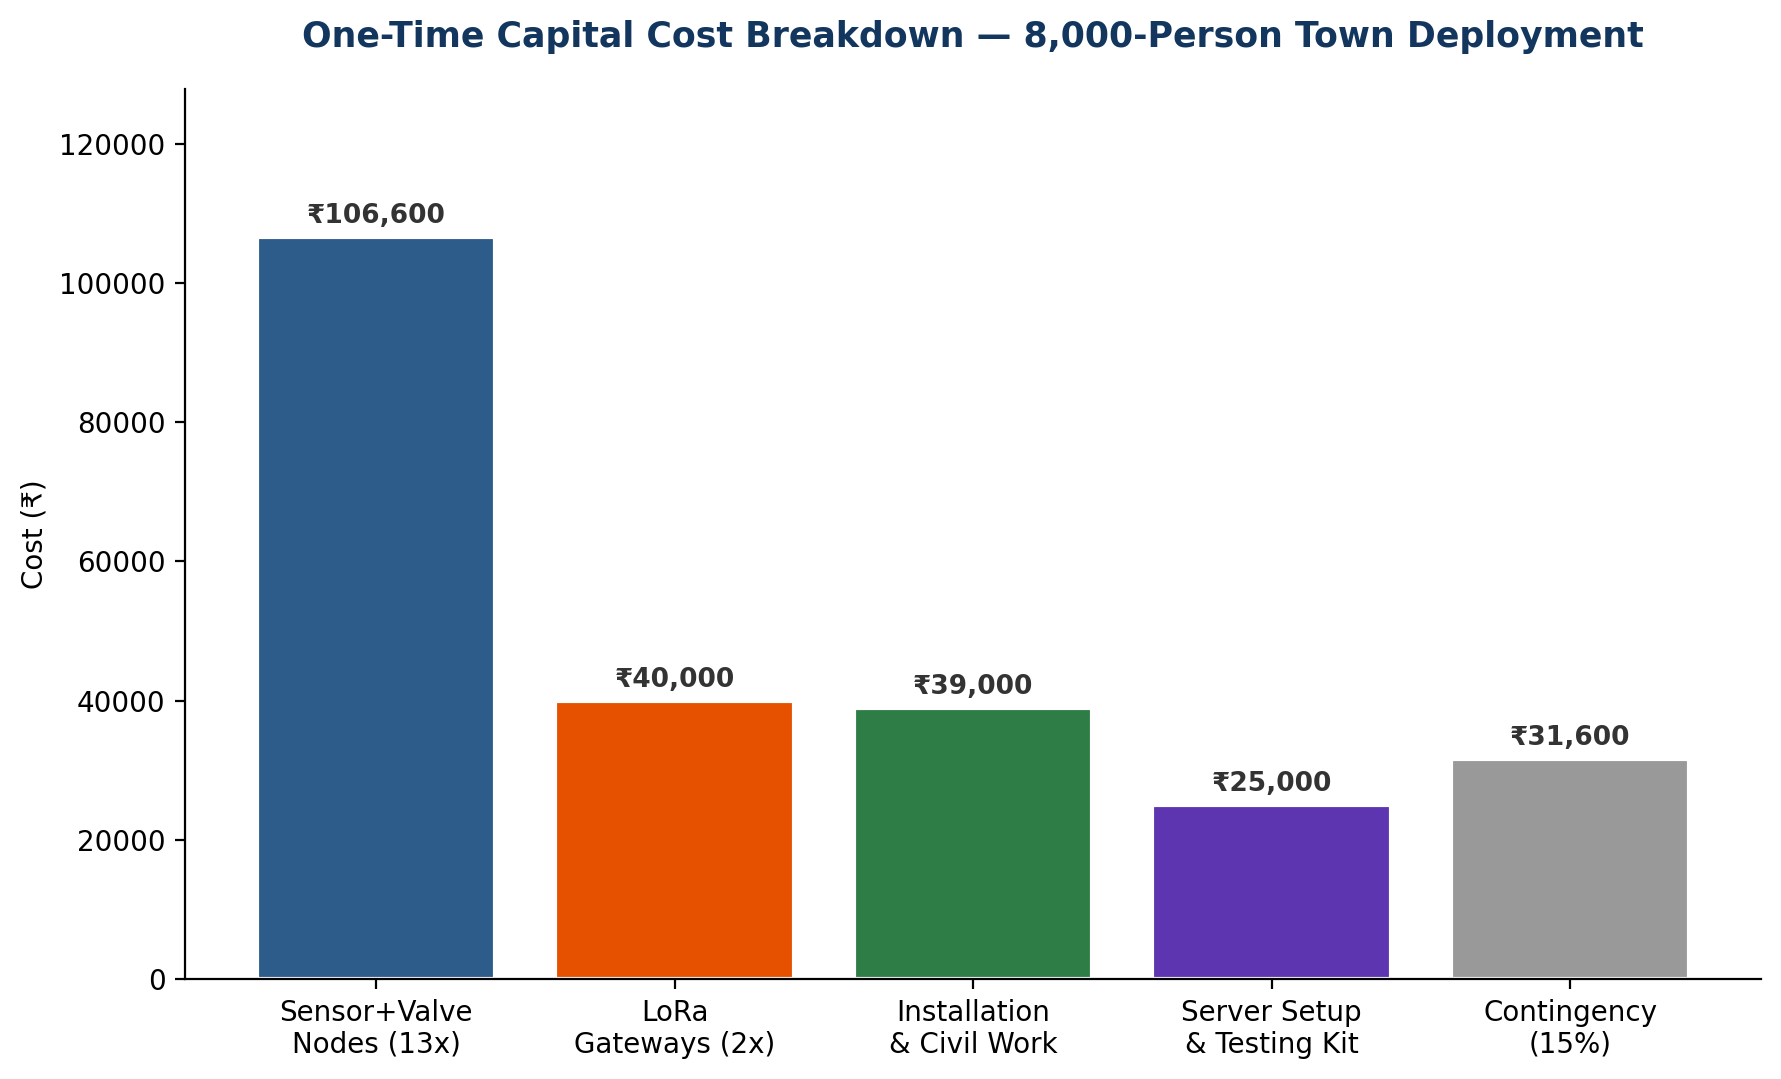 One-Time Capital Cost Breakdown — 8,000-Person Town Deployment
Cost (₹)
120000
100000
80000
60000
40000
20000
0
₹106,600
₹40,000
₹39,000
₹25,000
₹31,600
Sensor+Valve
Nodes (13x)
LoRa
Gateways (2x)
Installation
& Civil Work
Server Setup
& Testing Kit
Contingency
(15%)